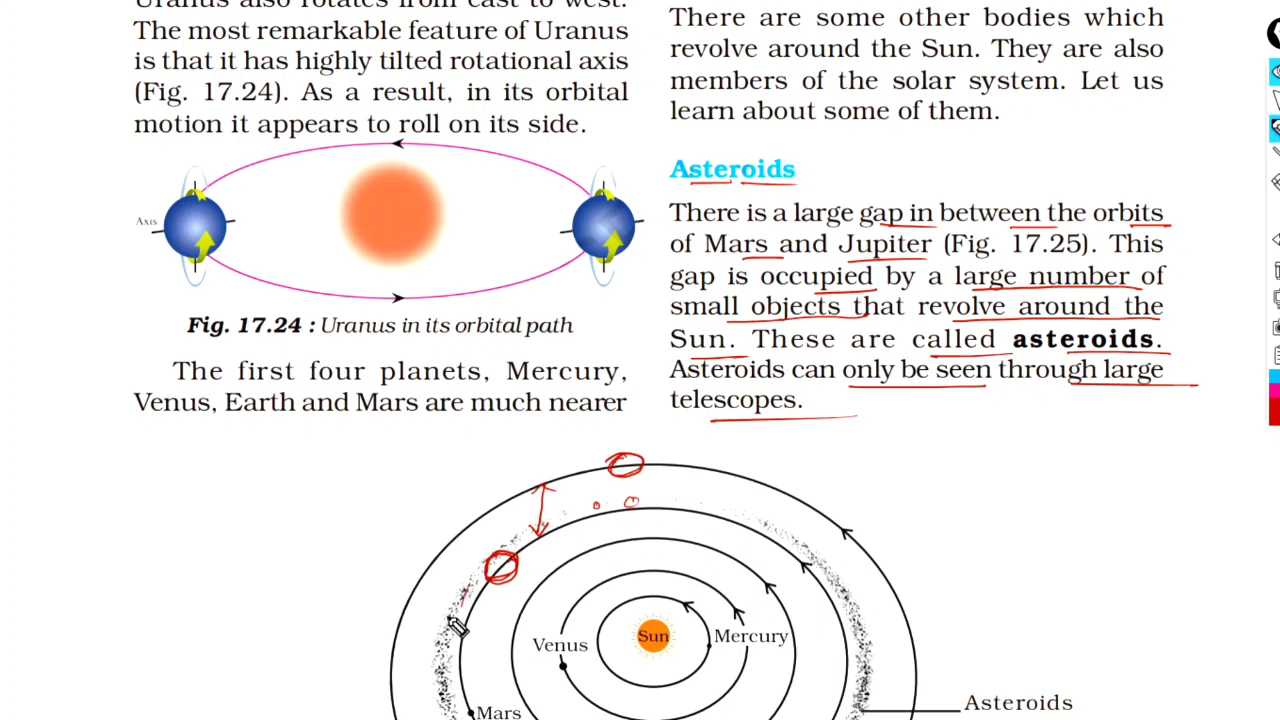 Uranus also rotates from east to west.
The most remarkable feature of Uranus
is that it has highly tilted rotational axis
(Fig. 17.24). As a result, in its orbital
motion it appears to roll on its side.
Axis
Fig. 17.24 : Uranus in its orbital path
The first four planets, Mercury,
Venus, Earth and Mars are much nearer
There are some other bodies which
revolve around the Sun. They are also
members of the solar system. Let us
learn about some of them.
Asteroids
There is a large gap in between the orbits
of Mars and Jupiter (Fig. 17.25). This
gap is occupied by a large number of
small objects that revolve around the
Sun. These are called asteroids.
Asteroids can only be seen through large
telescopes.
Sun
Venus
Mercury
Mars
Asteroids